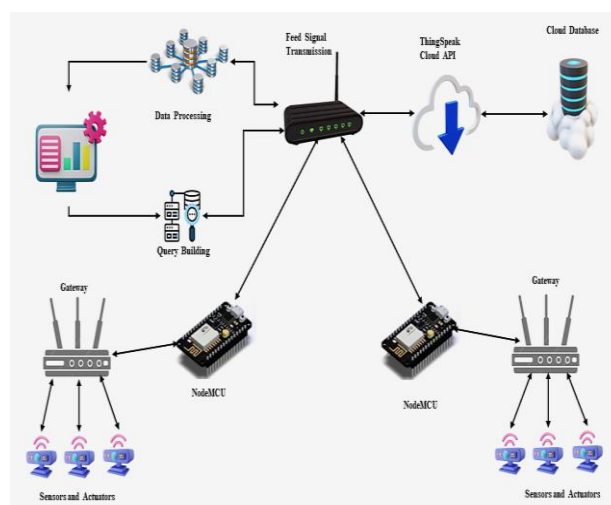 Feed Signal
Transmission
ThingSpeak
Cloud API
Cloud Database
Data Processing
Query Building
Gateway
Gateway
NodeMCU
NodeMCU
Sensors and Actuators
Sensors and Actuators